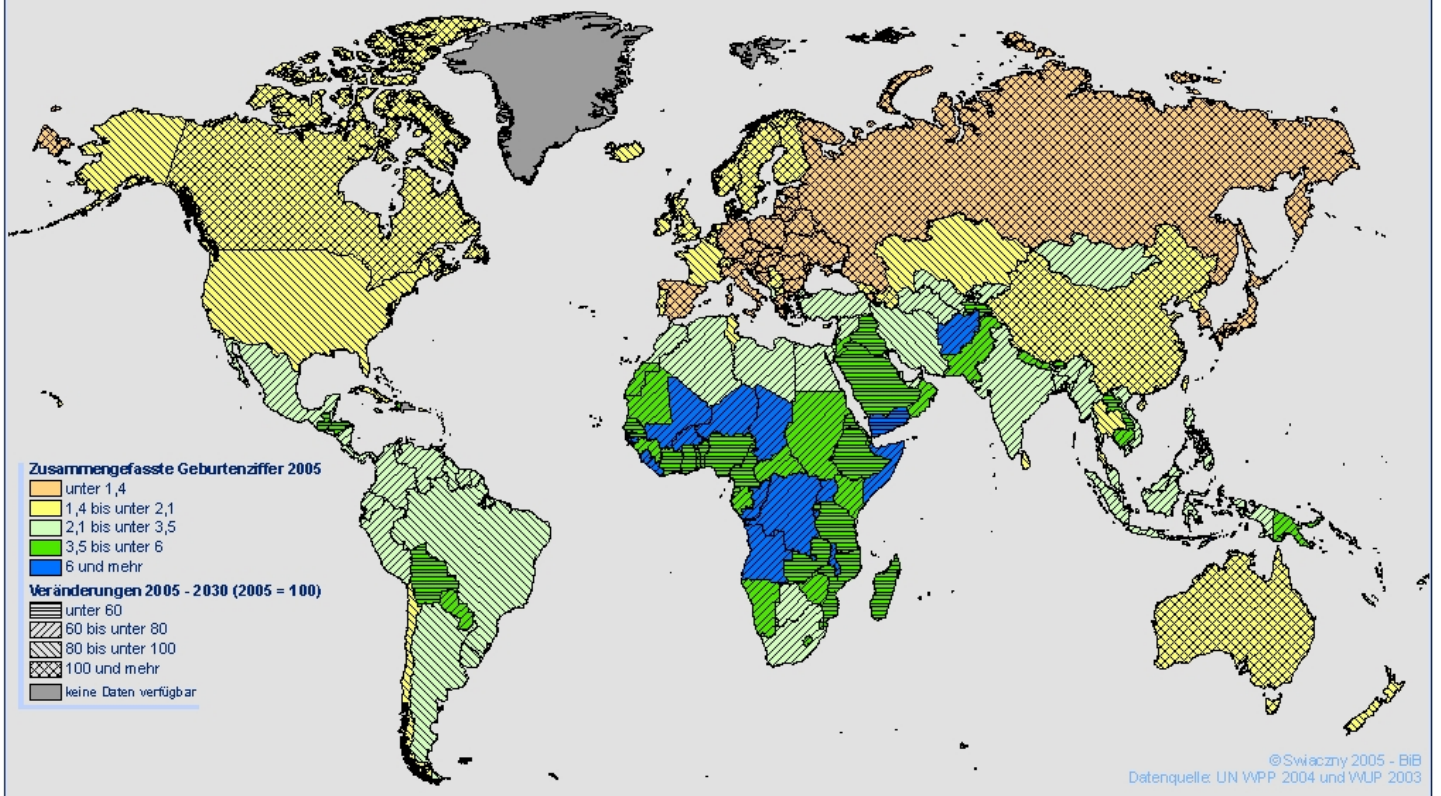 Zusammengefasste Geburtenziffer 2005
unter 1,4
1,4 bis unter 2,1
2,1 bis unter 3,5
3,5 bis unter 6
6 und mehr
Veränderungen 2005 - 2030 (2005 = 100)
unter 60
60 bis unter 80
80 bis unter 100
100 und mehr
keine Daten verfügbar
©Swiaczny 2005 - BiB
Datenquelle: UN WPP 2004 und WUP 2003